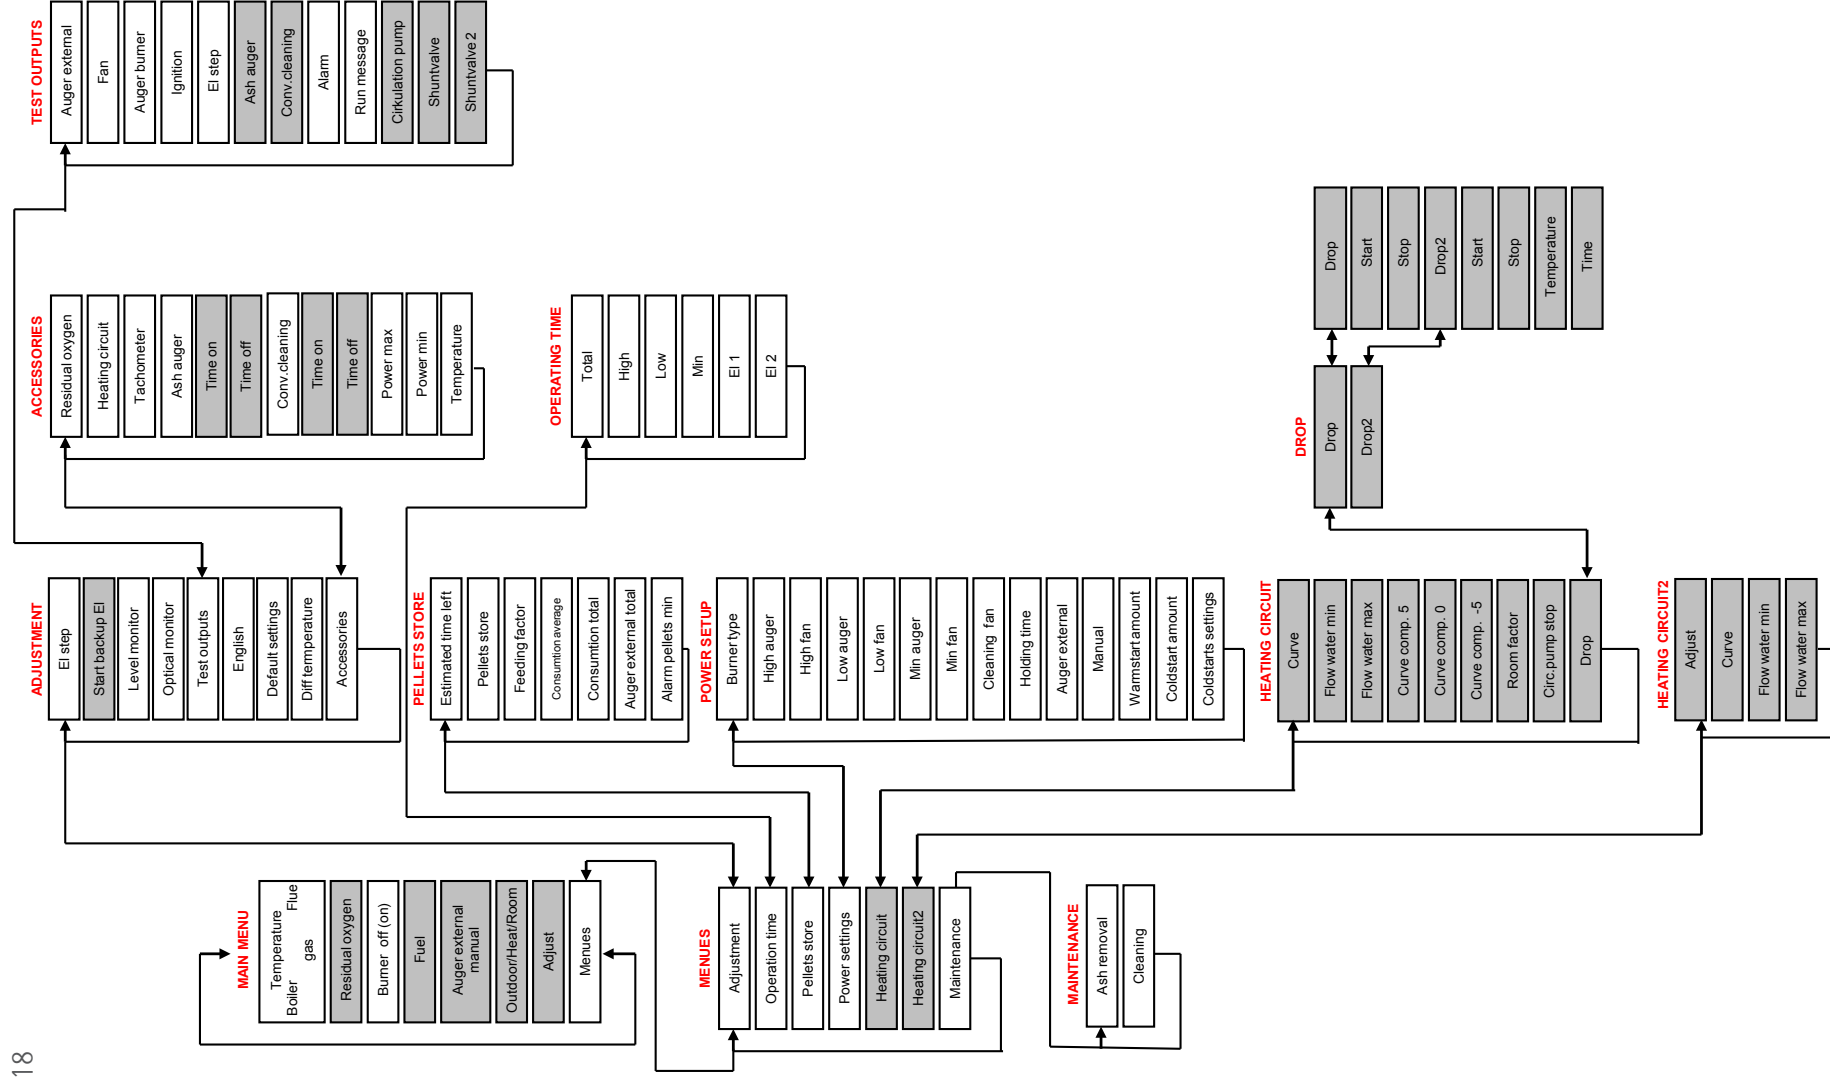 18
MAIN MENU
Temperature
Boiler Flue
gas
Residual oxygen
Burner off (on)
Fuel
Auger external
manual
Outdoor/Heat/Room
Adjust
Menues
MENUES
Adjustment
Operation time
Pellets store
Power settings
Heating circuit
Heating circuit2
Maintenance
MAINTENANCE
Ash removal
Cleaning
ADJUSTMENT
El step
Start backup El
Level monitor
Optical monitor
Test outputs
English
Default settings
Diff termperature
Accessories
PELLETS STORE
Estimated time left
Pellets store
Feeding factor
Consumtion average
Consumtion total
Auger external total
Alarm pellets min
POWER SETUP
Burner type
High auger
High fan
Low auger
Low fan
Min auger
Min fan
Cleaning fan
Holding time
Auger external
Manual
Warmstart amount
Coldstart amount
Coldstarts settings
HEATING CIRCUIT
Curve
Flow water min
Flow water max
Curve comp. 5
Curve comp. 0
Curve comp. -5
Room factor
Circ.pump stop
Drop
HEATING CIRCUIT2
Adjust
Curve
Flow water min
Flow water max
ACCESSORIES
Residual oxygen
Heating circuit
Tachometer
Ash auger
Time on
Time off
Conv.cleaning
Time on
Time off
Power max
Power min
Temperature
OPERATING TIME
Total
High
Low
Min
El 1
El 2
DROP
Drop
Drop2
Drop
Start
Stop
Drop2
Start
Stop
Temperature
Time
TEST OUTPUTS
Auger external
Fan
Auger burner
Ignition
El step
Ash auger
Conv.cleaning
Alarm
Run message
Cirkulation pump
Shuntvalve
Shuntvalve 2